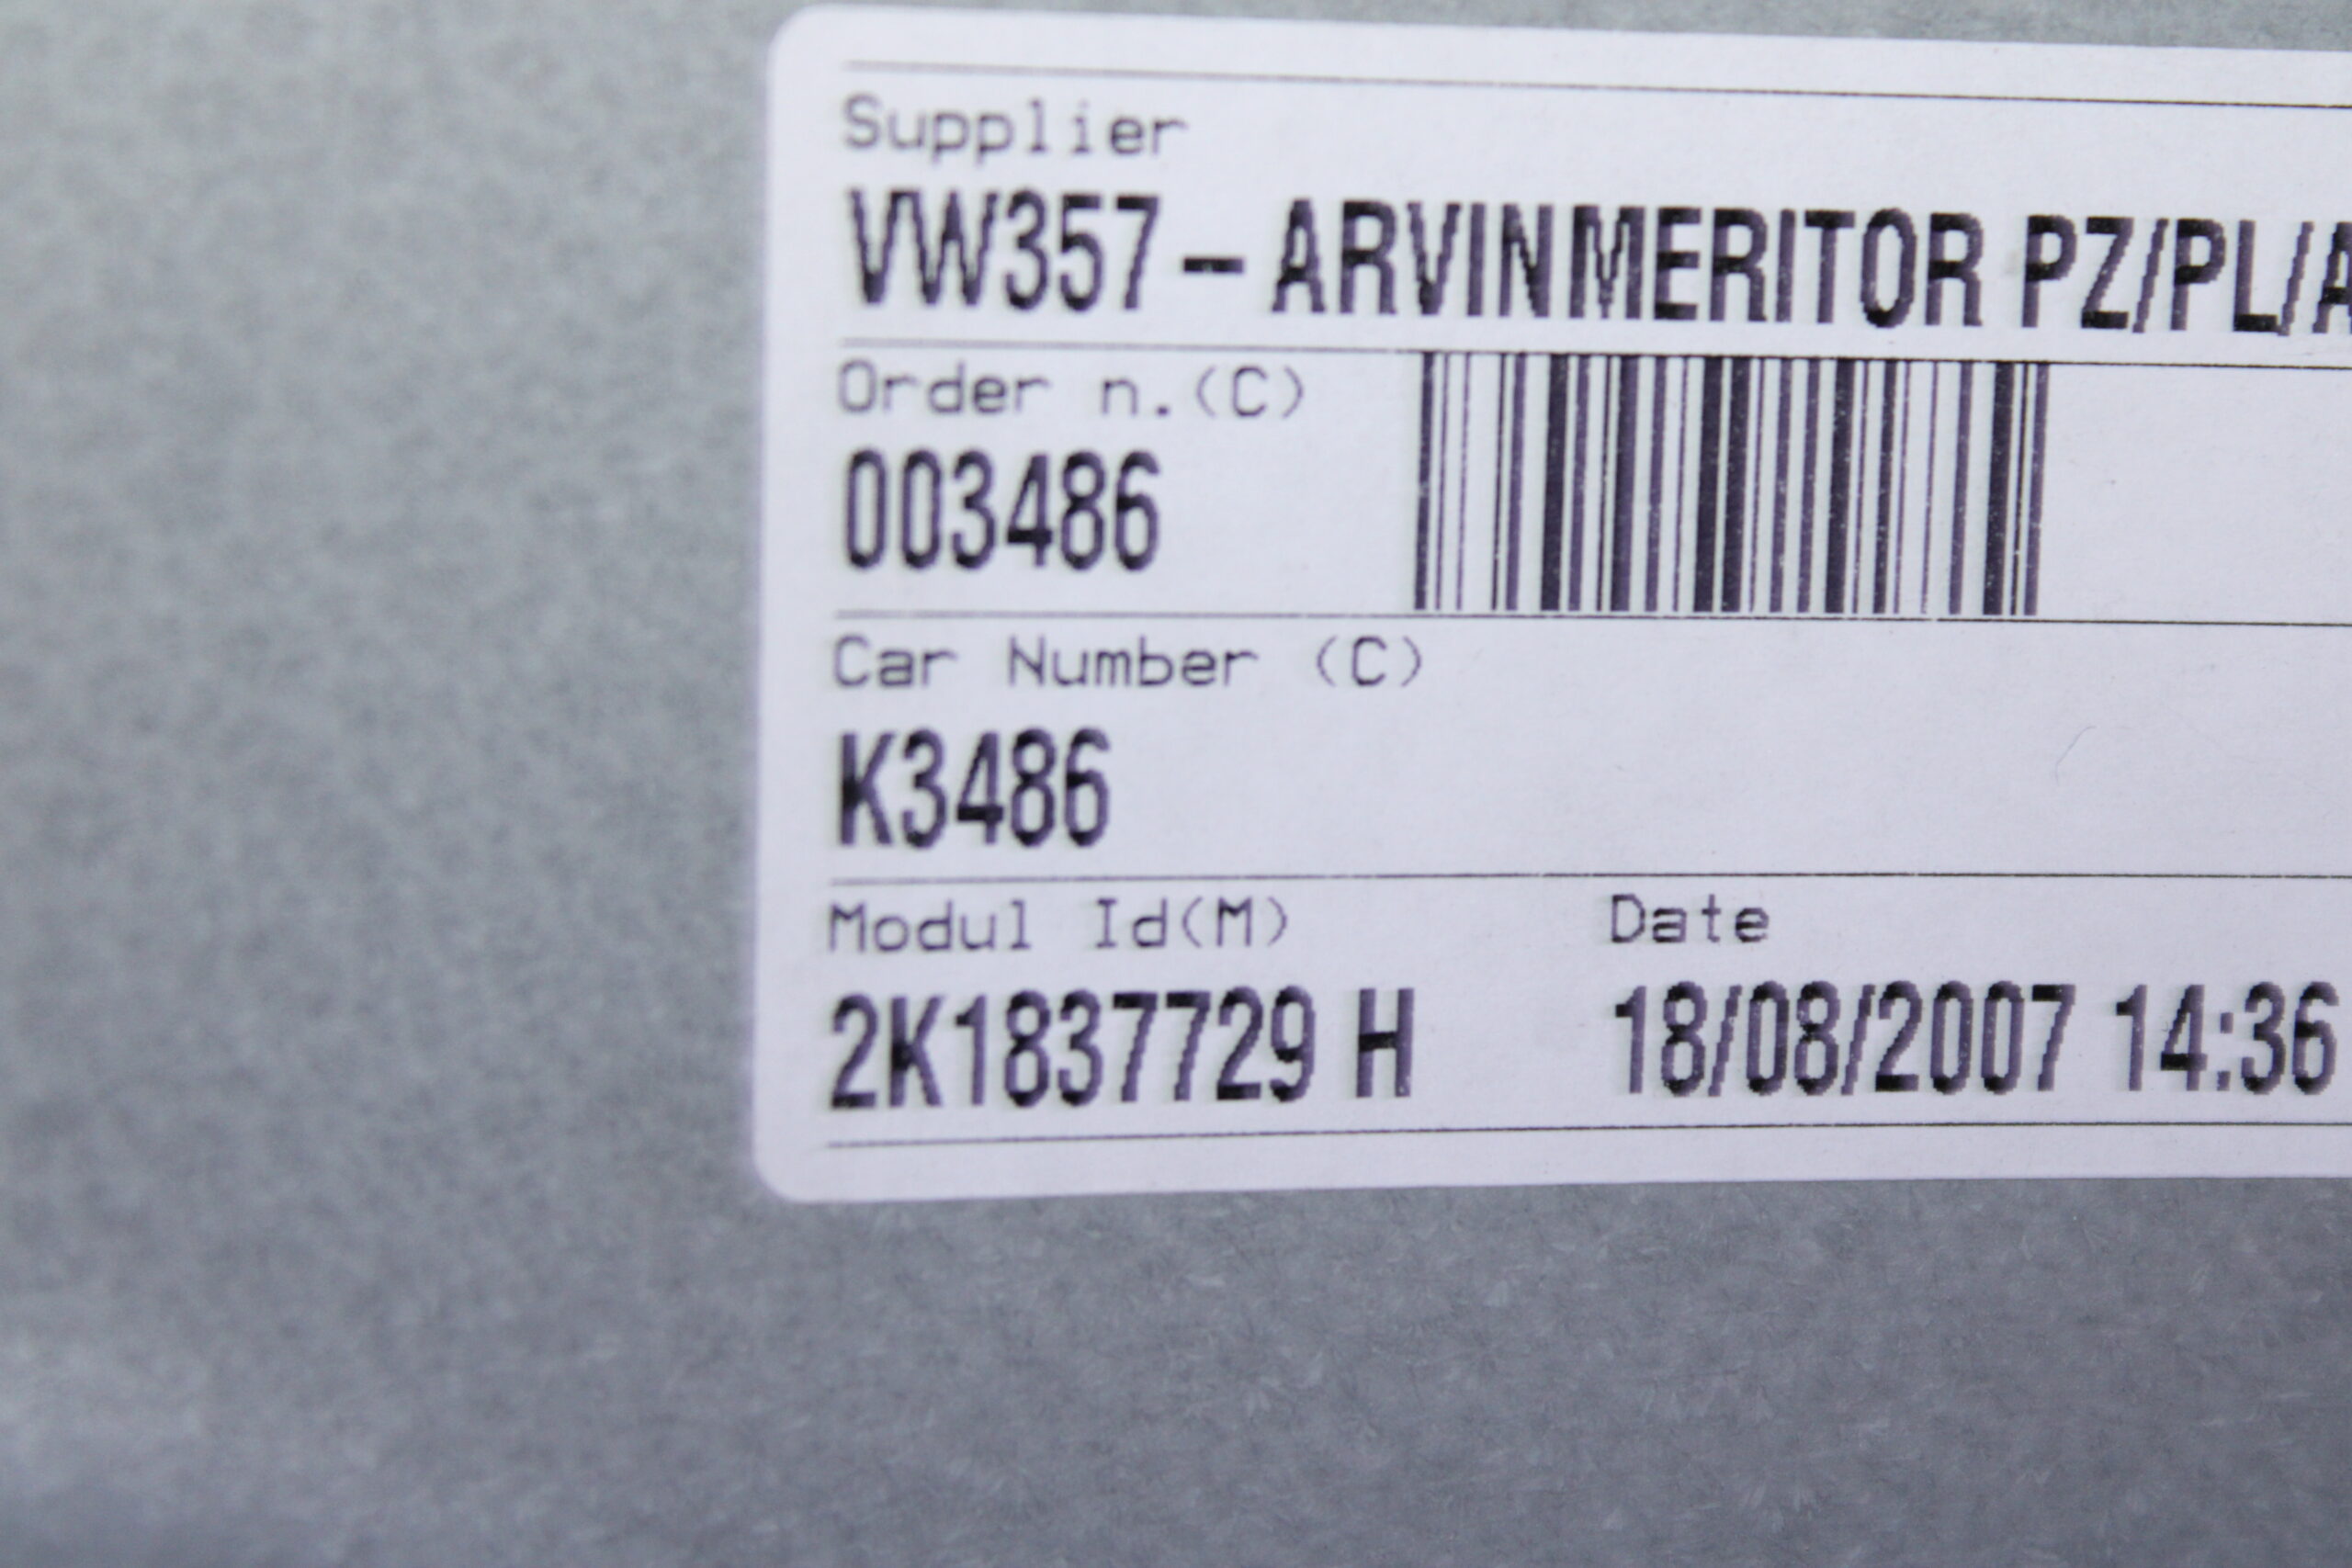 Supplier
VW357 - ARVINMERITOR PZ/PL/A
Order n.(C)
003486
Car Number (C)
K3486
Modul Id(M) Date
2K1837729 H 18/08/2007 14:36